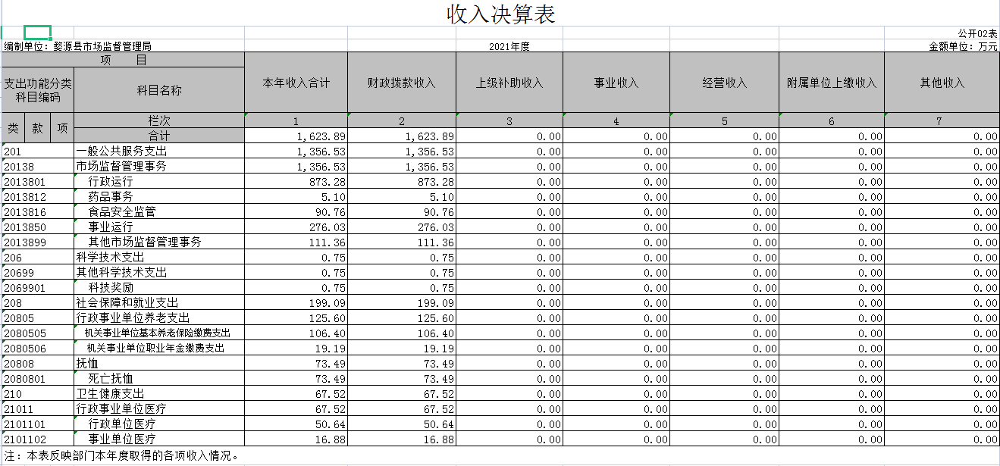 收入决算表
公开02表
编制单位：婺源县市场监督管理局 2021年度 金额单位：万元
项 目 本年收入合计 财政拨款收入 上级补助收入 事业收入 经营收入 附属单位上缴收入 其他收入
支出功能分类科目编码 科目名称
类 款 项 栏次 1 2 3 4 5 6 7
合计 1,623.89 1,623.89 0.00 0.00 0.00 0.00 0.00
201 一般公共服务支出 1,356.53 1,356.53 0.00 0.00 0.00 0.00 0.00
20138 市场监督管理事务 1,356.53 1,356.53 0.00 0.00 0.00 0.00 0.00
2013801 行政运行 873.28 873.28 0.00 0.00 0.00 0.00 0.00
2013812 药品事务 5.10 5.10 0.00 0.00 0.00 0.00 0.00
2013816 食品安全监管 90.76 90.76 0.00 0.00 0.00 0.00 0.00
2013850 事业运行 276.03 276.03 0.00 0.00 0.00 0.00 0.00
2013899 其他市场监督管理事务 111.36 111.36 0.00 0.00 0.00 0.00 0.00
206 科学技术支出 0.75 0.75 0.00 0.00 0.00 0.00 0.00
20699 其他科学技术支出 0.75 0.75 0.00 0.00 0.00 0.00 0.00
2069901 科技奖励 0.75 0.75 0.00 0.00 0.00 0.00 0.00
208 社会保障和就业支出 199.09 199.09 0.00 0.00 0.00 0.00 0.00
20805 行政事业单位养老支出 125.60 125.60 0.00 0.00 0.00 0.00 0.00
2080505 机关事业单位基本养老保险缴费支出 106.40 106.40 0.00 0.00 0.00 0.00 0.00
2080506 机关事业单位职业年金缴费支出 19.19 19.19 0.00 0.00 0.00 0.00 0.00
20808 抚恤 73.49 73.49 0.00 0.00 0.00 0.00 0.00
2080801 死亡抚恤 73.49 73.49 0.00 0.00 0.00 0.00 0.00
210 卫生健康支出 67.52 67.52 0.00 0.00 0.00 0.00 0.00
21011 行政事业单位医疗 67.52 67.52 0.00 0.00 0.00 0.00 0.00
2101101 行政单位医疗 50.64 50.64 0.00 0.00 0.00 0.00 0.00
2101102 事业单位医疗 16.88 16.88 0.00 0.00 0.00 0.00 0.00
注：本表反映部门本年度取得的各项收入情况。